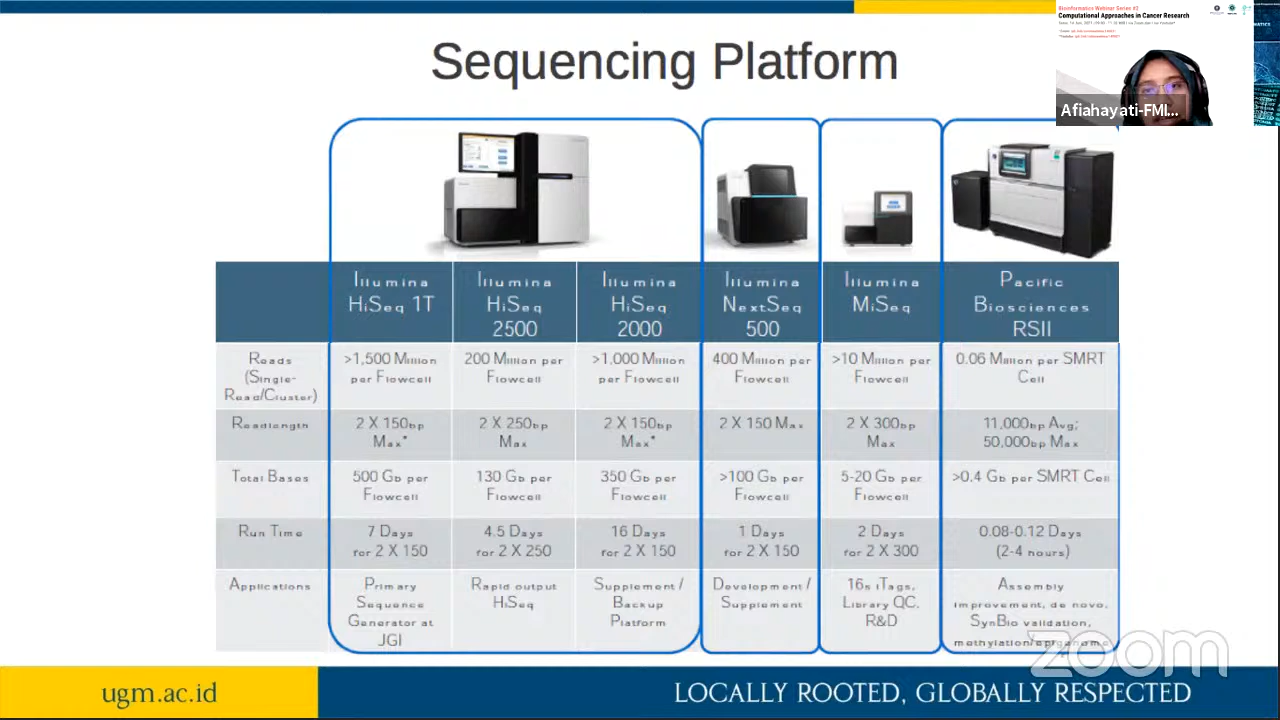 Bioinformatics Webinar Series #2
Computational Approaches in Cancer Research
Afiahayati-FMI...
Sequencing Platform
Illumina HiSeq 1T
Illumina HiSeq 2500
Illumina HiSeq 2000
Illumina NextSeq 500
Illumina MiSeq
Pacific Biosciences RSII
Reads (Single-Read/Cluster)
>1,500 Million per Flowcell
200 Million per Flowcell
>1,000 Million per Flowcell
400 Million per Flowcell
>10 Million per Flowcell
0.06 Million per SMRT Cell
Readlength
2 X 150bp Max*
2 X 250bp Max
2 X 150bp Max*
2 X 150 Max
2 X 300bp Max
11,000bp Avg; 50,000bp Max
Total Bases
500 Gb per Flowcell
130 Gb per Flowcell
350 Gb per Flowcell
>100 Gb per Flowcell
5-20 Gb per Flowcell
>0.4 Gb per SMRT Cell
Run Time
7 Days for 2 X 150
4.5 Days for 2 X 250
16 Days for 2 X 150
1 Days for 2 X 150
2 Days for 2 X 300
0.08-0.12 Days (2-4 hours)
Applications
Primary Sequence Generator at JGI
Rapid output HiSeq
Supplement / Backup Platform
Development / Supplement
16s iTags, Library QC, R&D
Assembly improvement, de novo, SynBio validation, methylation/epigenome
zoom
ugm.ac.id
LOCALLY ROOTED, GLOBALLY RESPECTED